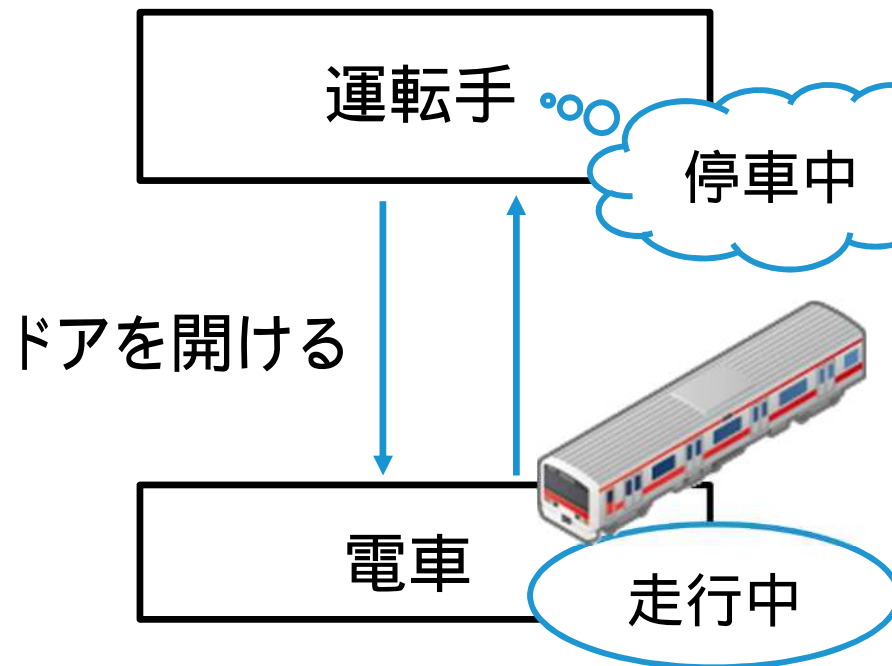 運転手
停車中
ドアを開ける
電車
走行中